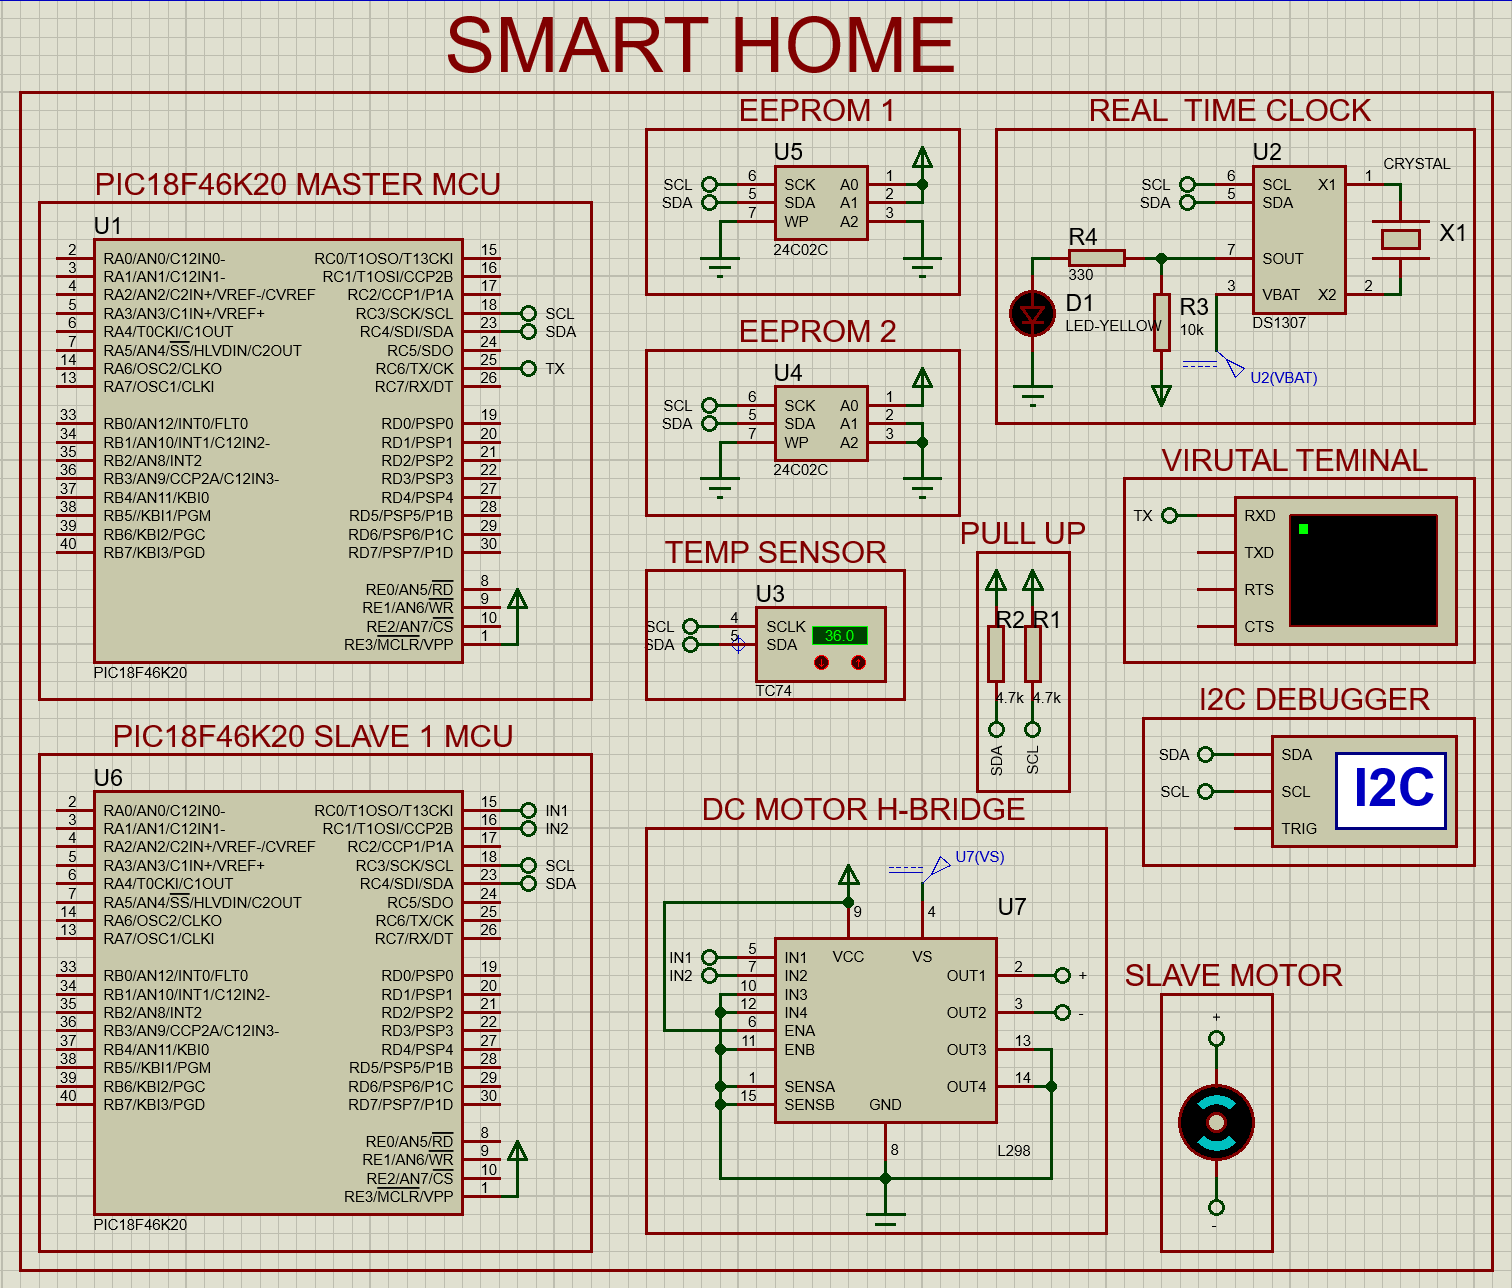 SMART HOME
PIC18F46K20 MASTER MCU
U1
2 RA0/AN0/C12IN0- RC0/T1OSO/T13CKI 15
3 RA1/AN1/C12IN1- RC1/T1OSI/CCP2B 16
4 RA2/AN2/C2IN+/VREF-/CVREF RC2/CCP1/P1A 17
5 RA3/AN3/C1IN+/VREF+ RC3/SCK/SCL 18 SCL
6 RA4/T0CKI/C1OUT RC4/SDI/SDA 23 SDA
7 RA5/AN4/SS/HLVDIN/C2OUT RC5/SDO 24
14 RA6/OSC2/CLKO RC6/TX/CK 25 TX
13 RA7/OSC1/CLKI RC7/RX/DT 26
33 RB0/AN12/INT0/FLT0 RD0/PSP0 19
34 RB1/AN10/INT1/C12IN2- RD1/PSP1 20
35 RB2/AN8/INT2 RD2/PSP2 21
36 RB3/AN9/CCP2A/C12IN3- RD3/PSP3 22
37 RB4/AN11/KBI0 RD4/PSP4 27
38 RB5//KBI1/PGM RD5/PSP5/P1B 28
39 RB6/KBI2/PGC RD6/PSP6/P1C 29
40 RB7/KBI3/PGD RD7/PSP7/P1D 30
RE0/AN5/RD 8
RE1/AN6/WR 9
RE2/AN7/CS 10
RE3/MCLR/VPP 1
PIC18F46K20
EEPROM 1
U5
SCL 6 SCK A0 1
SDA 5 SDA A1 2
7 WP A2 3
24C02C
EEPROM 2
U4
SCL 6 SCK A0 1
SDA 5 SDA A1 2
7 WP A2 3
24C02C
REAL TIME CLOCK
U2
CRYSTAL
SCL 6 SCL X1 1
SDA 5 SDA
X1
R4
330
7 SOUT
3 VBAT X2 2
D1
LED-YELLOW
R3
10k
DS1307
U2(VBAT)
TEMP SENSOR
U3
SCL 4 SCLK 36.0
SDA 5 SDA
TC74
PULL UP
R2 R1
4.7k 4.7k
SDA SCL
VIRUTAL TEMINAL
TX RXD
TXD
RTS
CTS
I2C DEBUGGER
SDA SDA
SCL SCL
TRIG
I2C
PIC18F46K20 SLAVE 1 MCU
U6
2 RA0/AN0/C12IN0- RC0/T1OSO/T13CKI 15 IN1
3 RA1/AN1/C12IN1- RC1/T1OSI/CCP2B 16 IN2
4 RA2/AN2/C2IN+/VREF-/CVREF RC2/CCP1/P1A 17
5 RA3/AN3/C1IN+/VREF+ RC3/SCK/SCL 18 SCL
6 RA4/T0CKI/C1OUT RC4/SDI/SDA 23 SDA
7 RA5/AN4/SS/HLVDIN/C2OUT RC5/SDO 24
14 RA6/OSC2/CLKO RC6/TX/CK 25
13 RA7/OSC1/CLKI RC7/RX/DT 26
33 RB0/AN12/INT0/FLT0 RD0/PSP0 19
34 RB1/AN10/INT1/C12IN2- RD1/PSP1 20
35 RB2/AN8/INT2 RD2/PSP2 21
36 RB3/AN9/CCP2A/C12IN3- RD3/PSP3 22
37 RB4/AN11/KBI0 RD4/PSP4 27
38 RB5//KBI1/PGM RD5/PSP5/P1B 28
39 RB6/KBI2/PGC RD6/PSP6/P1C 29
40 RB7/KBI3/PGD RD7/PSP7/P1D 30
RE0/AN5/RD 8
RE1/AN6/WR 9
RE2/AN7/CS 10
RE3/MCLR/VPP 1
PIC18F46K20
DC MOTOR H-BRIDGE
U7(VS)
U7
9 4
IN1 5 IN1 VCC VS
IN2 7 IN2 OUT1 2 +
10 IN3
12 IN4 OUT2 3 -
6 ENA
11 ENB OUT3 13
1 SENSA OUT4 14
15 SENSB GND
8
L298
SLAVE MOTOR
+
-